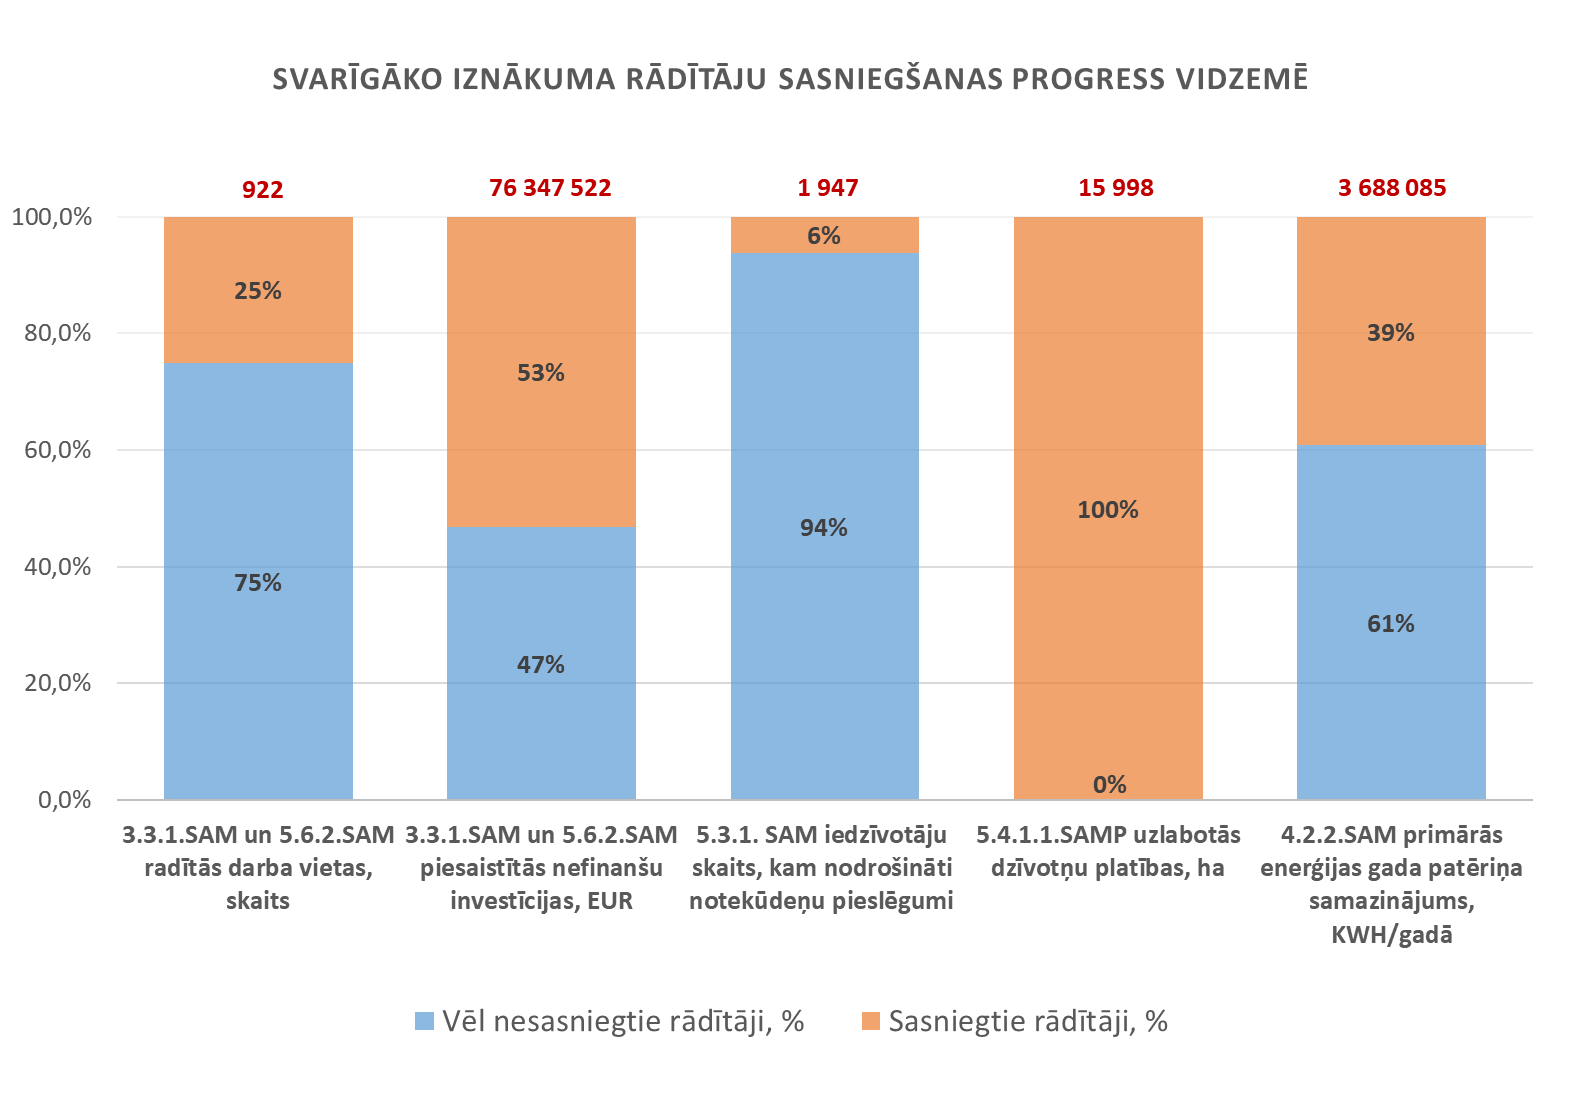 SVARĪGĀKO IZNĀKUMA RĀDĪTĀJU SASNIEGŠANAS PROGRESS VIDZEMĒ
922
76 347 522
1 947
15 998
3 688 085
100,0%
80,0%
60,0%
40,0%
20,0%
0,0%
25%
75%
53%
47%
6%
94%
100%
0%
39%
61%
3.3.1.SAM un 5.6.2.SAM
radītās darba vietas,
skaits
3.3.1.SAM un 5.6.2.SAM
piesaistītās nefinanšu
investīcijas, EUR
5.3.1. SAM iedzīvotāju
skaits, kam nodrošināti
notekūdeņu pieslēgumi
5.4.1.1.SAMP uzlabotās
dzīvotņu platības, ha
4.2.2.SAM primārās
enerģijas gada patēriņa
samazinājums,
KWH/gadā
Vēl nesasniegtie rādītāji, %
Sasniegtie rādītāji, %